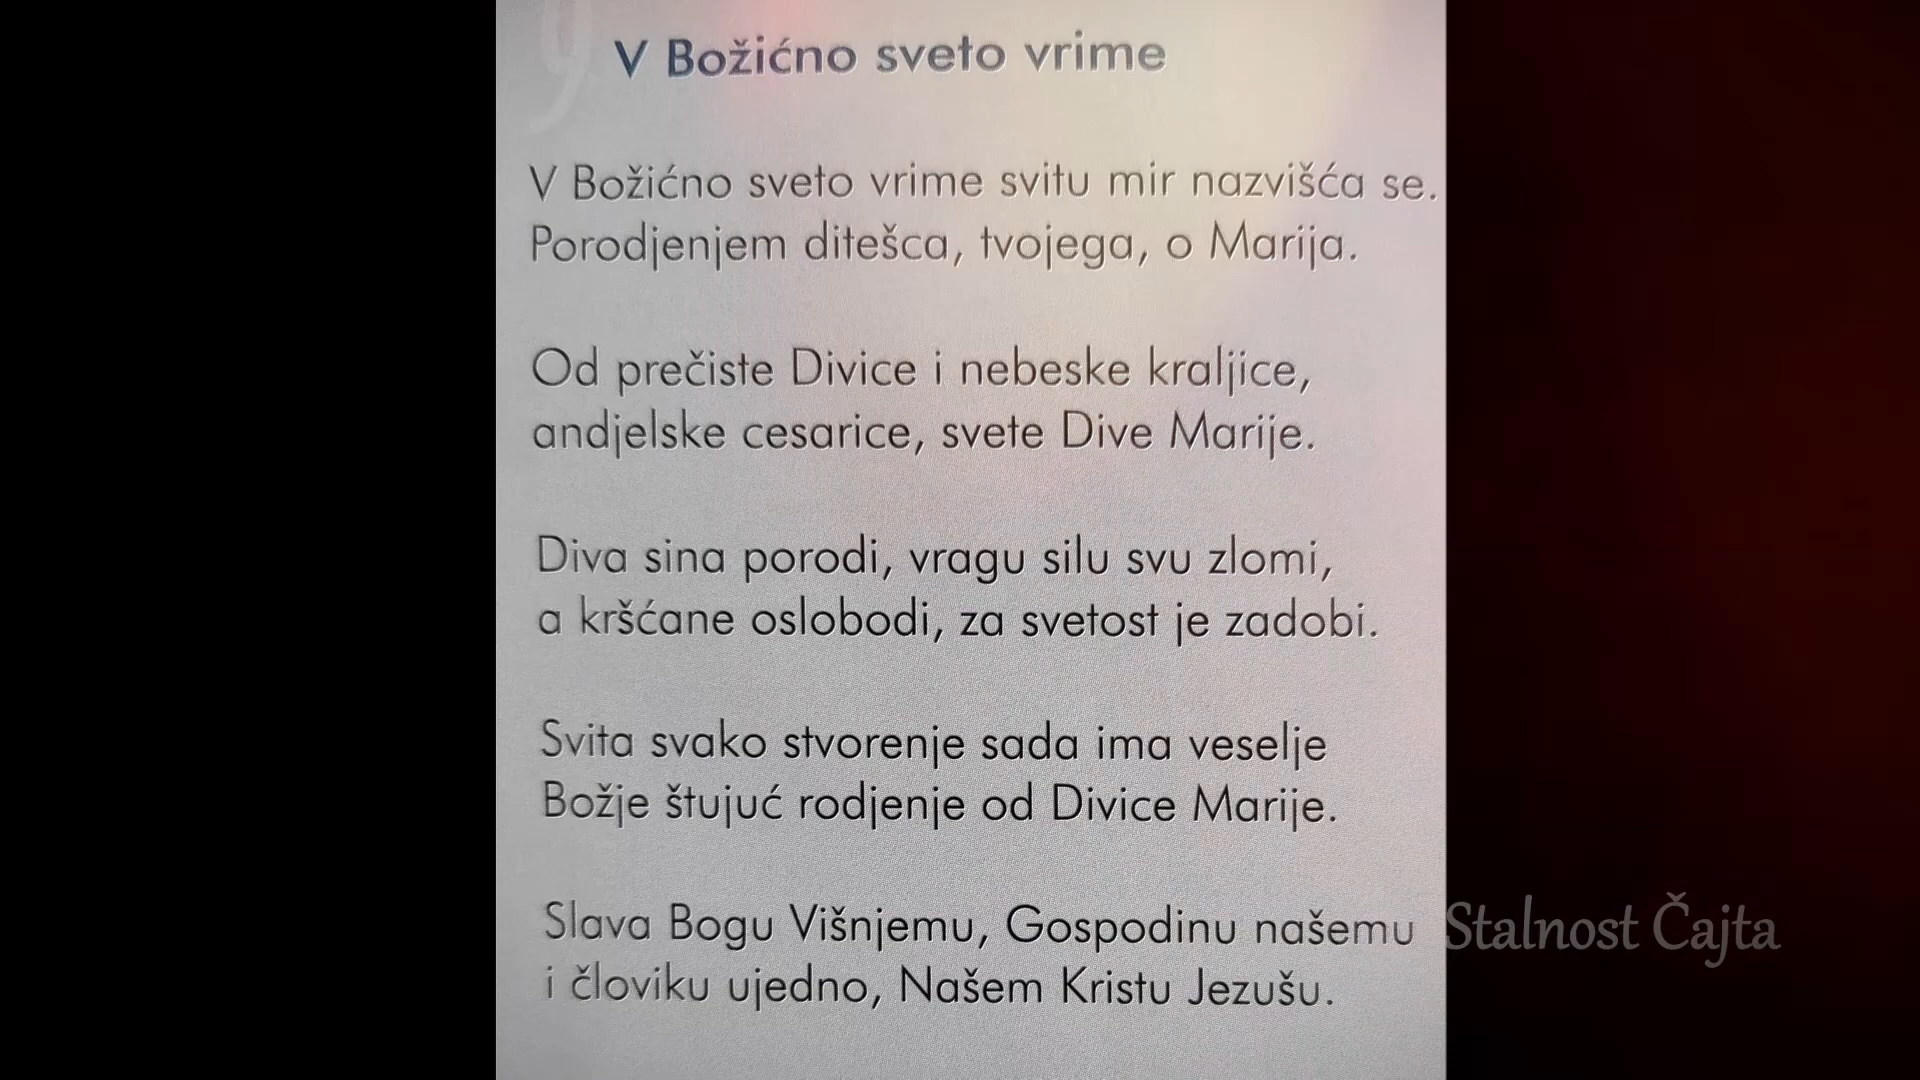 V Božićno sveto vrime
V Božićno sveto vrime svitu mir nazvišća se.
Porodjenjem ditešca, tvojega, o Marija.
Od prečiste Divice i nebeske kraljice,
andjelske cesarice, svete Dive Marije.
Diva sina porodi, vragu silu svu zlomi,
a kršćane oslobodi, za svetost je zadobi.
Svita svako stvorenje sada ima veselje
Božje štujuć rodjenje od Divice Marije.
Slava Bogu Višnjemu, Gospodinu našemu
i človiku ujedno, Našem Kristu Jezušu.
Stalnost Čajta